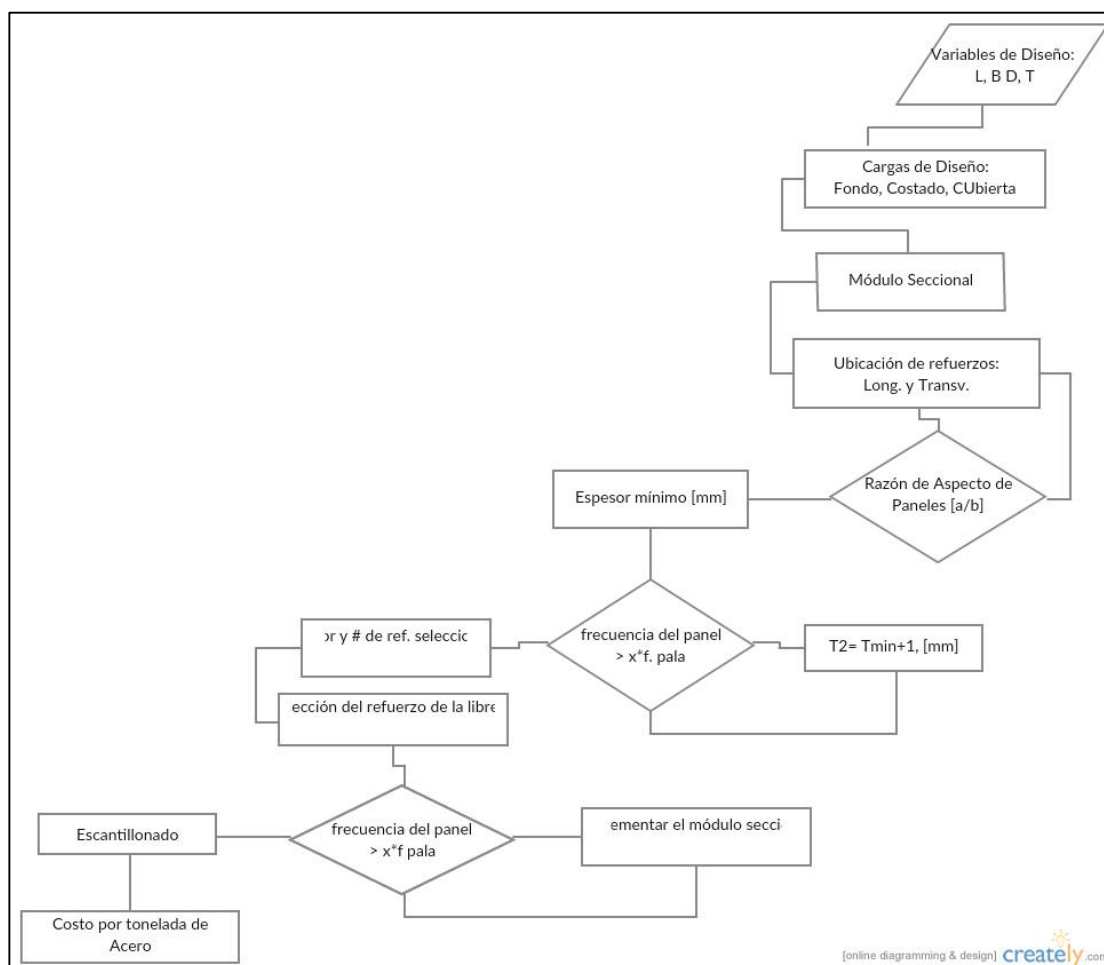 Variables de Diseño:
L, B D, T
Cargas de Diseño:
Fondo, Costado, CUbierta
Módulo Seccional
Ubicación de refuerzos:
Long. y Transv.
Razón de Aspecto de
Paneles [a/b]
Espesor mínimo [mm]
frecuencia del panel
> x*f. pala
T2= Tmin+1, [mm]
or y # de ref. selecci
ección del refuerzo de la libre
frecuencia del panel
> x*f pala
ementar el módulo secci
Escantillonado
Costo por tonelada de
Acero
[online diagramming & design] creately.com